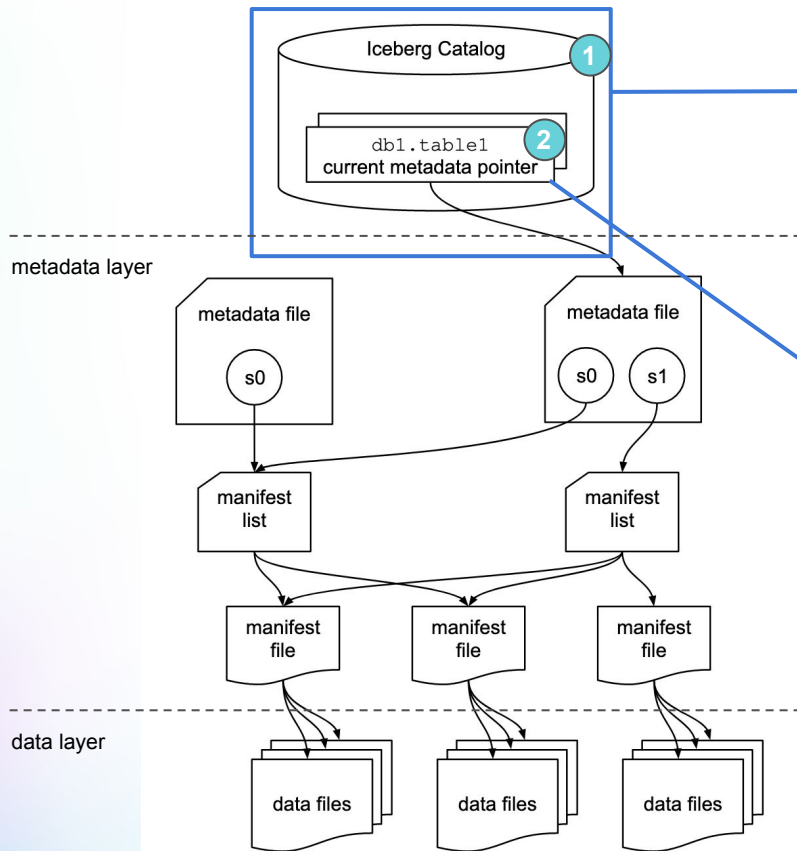 Iceberg Catalog
1
db1.table1
2
current metadata pointer
metadata layer
metadata file
metadata file
s0
s0
s1
manifest
list
manifest
list
manifest
file
manifest
file
manifest
file
data layer
data files
data files
data files